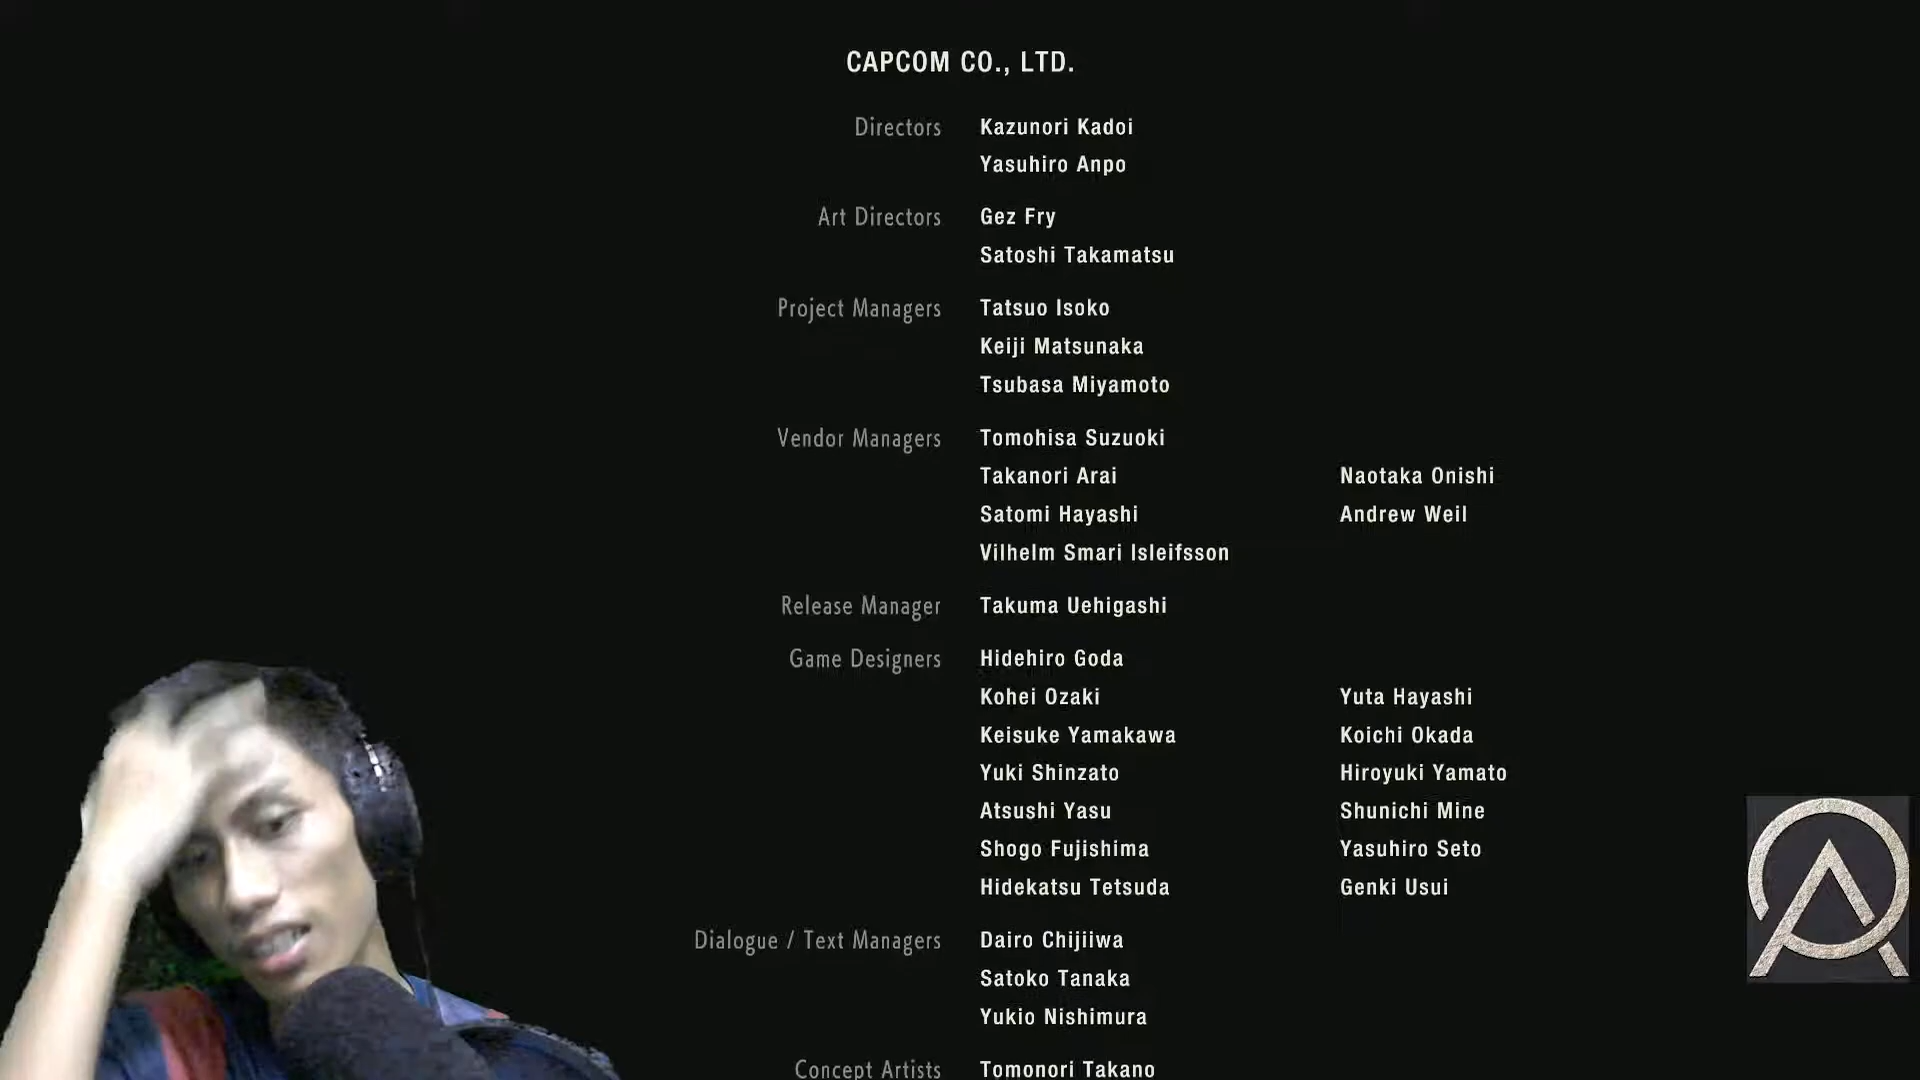 CAPCOM CO., LTD.
Directors Kazunori Kadoi
Yasuhiro Anpo
Art Directors Gez Fry
Satoshi Takamatsu
Project Managers Tatsuo Isoko
Keiji Matsunaka
Tsubasa Miyamoto
Vendor Managers Tomohisa Suzuoki
Takanori Arai Naotaka Onishi
Satomi Hayashi Andrew Weil
Vilhelm Smari Isleifsson
Release Manager Takuma Uehigashi
Game Designers Hidehiro Goda
Kohei Ozaki Yuta Hayashi
Keisuke Yamakawa Koichi Okada
Yuki Shinzato Hiroyuki Yamato
Atsushi Yasu Shunichi Mine
Shogo Fujishima Yasuhiro Seto
Hidekatsu Tetsuda Genki Usui
Dialogue / Text Managers Dairo Chijiiwa
Satoko Tanaka
Yukio Nishimura
Concept Artists Tomonori Takano